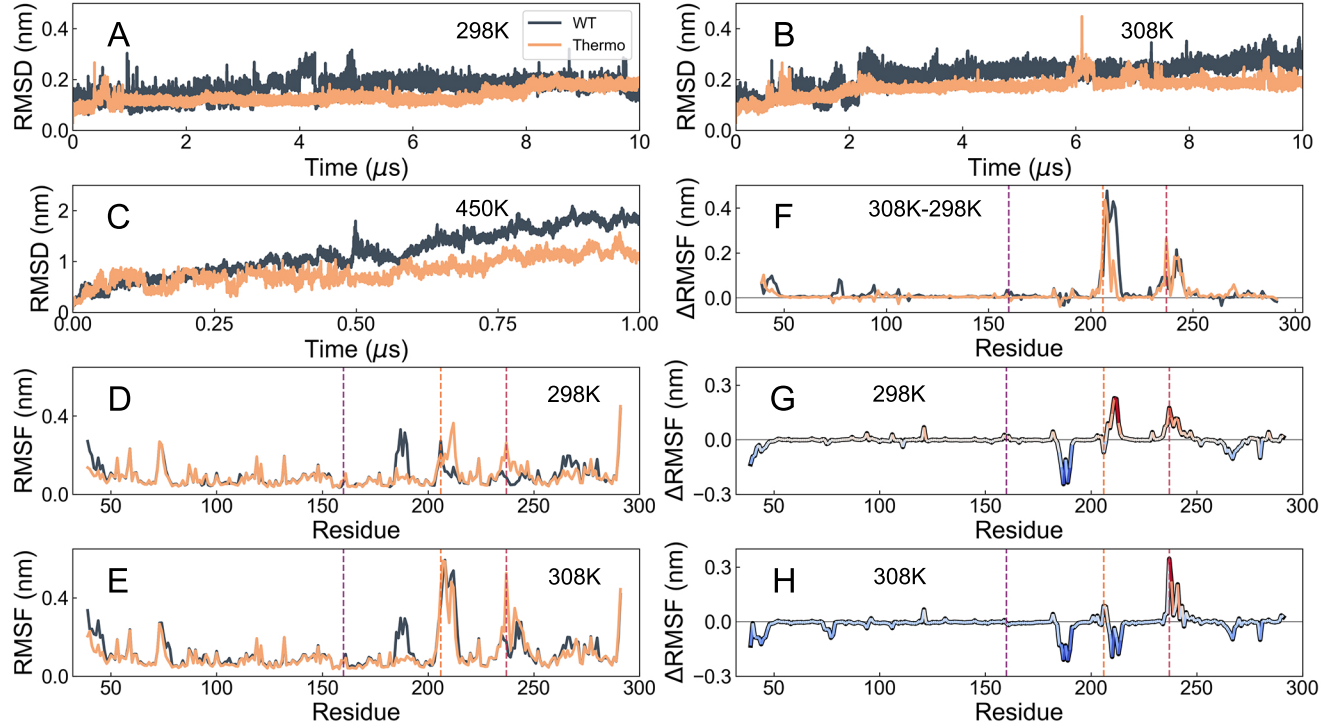 A
298K
WT
Thermo
RMSD (nm)
0.4
0.2
0.0
0 2 4 6 8 10
Time (μs)
B
308K
RMSD (nm)
0.4
0.2
0.0
0 2 4 6 8 10
Time (μs)
C
450K
RMSD (nm)
2
1
0
0.00 0.25 0.50 0.75 1.00
Time (μs)
F
308K-298K
ΔRMSF (nm)
0.4
0.2
0.0
50 100 150 200 250 300
Residue
D
298K
RMSF (nm)
0.4
0.0
50 100 150 200 250 300
Residue
G
298K
ΔRMSF (nm)
0.3
0.0
−0.3
50 100 150 200 250 300
Residue
E
308K
RMSF (nm)
0.4
0.0
50 100 150 200 250 300
Residue
H
308K
ΔRMSF (nm)
0.3
0.0
−0.3
50 100 150 200 250 300
Residue